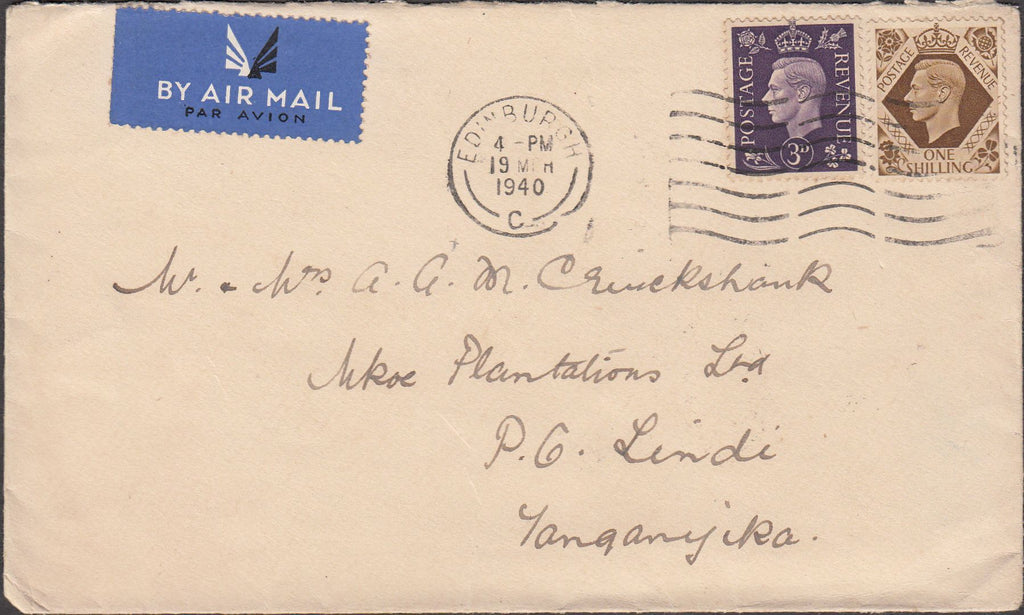 BY AIR MAIL
PAR AVION
EDINBURGH
4 - PM
19 MCH
1940
C
POSTAGE REVENUE
3D
POSTAGE REVENUE
ONE
SHILLING
Mr. & Mrs A. A. M. Cruickshank
Mkoe Plantations Ltd
P.O. Lindi
Tanganyika.